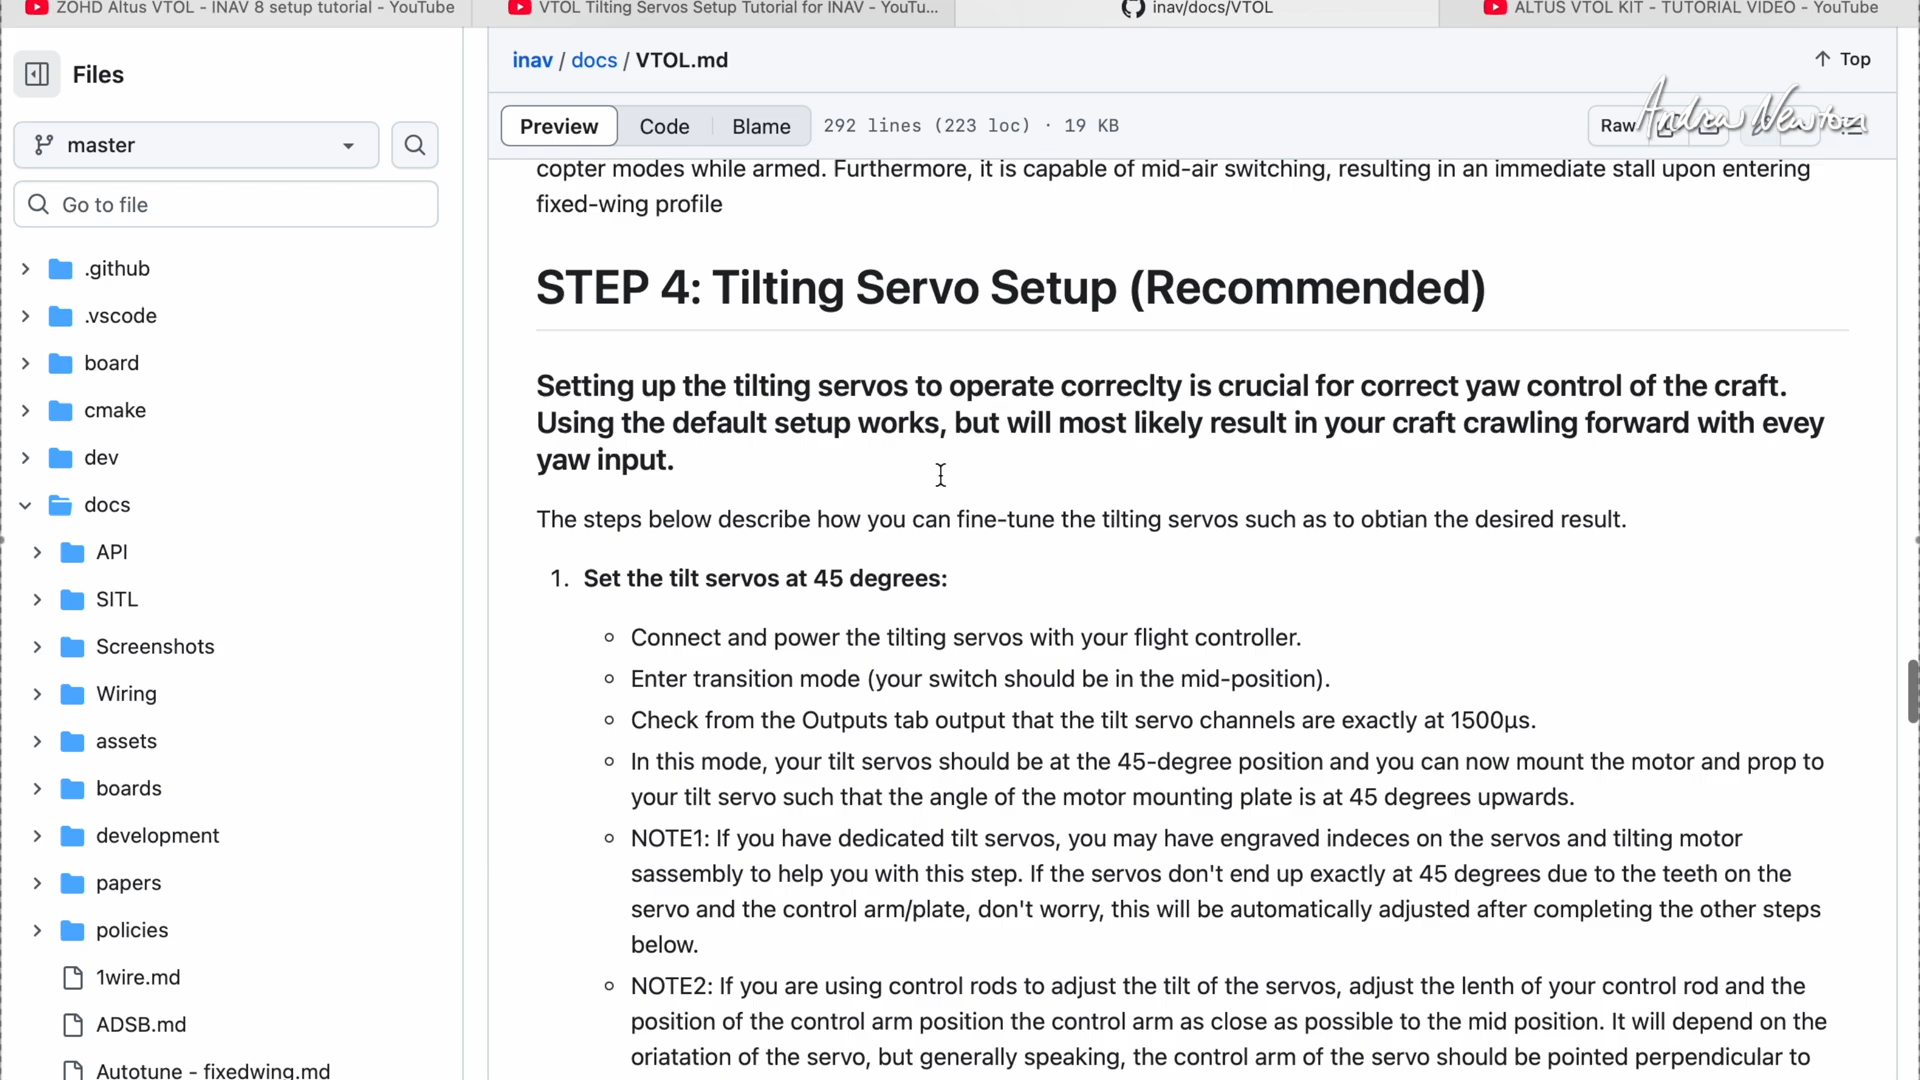 ZOHD Altus VTOL - INAV 8 setup tutorial - YouTube
VTOL Tilting Servos Setup Tutorial for INAV - YouTu...
inav/docs/VTOL
ALTUS VTOL KIT - TUTORIAL VIDEO - YouTube
Files
inav / docs / VTOL.md
Top
master
Preview
Code
Blame
292 lines (223 loc) · 19 KB
Raw
Andrew Newton
Go to file
.github
.vscode
board
cmake
dev
docs
API
SITL
Screenshots
Wiring
assets
boards
development
papers
policies
1wire.md
ADSB.md
Autotune - fixedwing.md
copter modes while armed. Furthermore, it is capable of mid-air switching, resulting in an immediate stall upon entering
fixed-wing profile
STEP 4: Tilting Servo Setup (Recommended)
Setting up the tilting servos to operate correclty is crucial for correct yaw control of the craft.
Using the default setup works, but will most likely result in your craft crawling forward with evey
yaw input.
The steps below describe how you can fine-tune the tilting servos such as to obtian the desired result.
1. Set the tilt servos at 45 degrees:
Connect and power the tilting servos with your flight controller.
Enter transition mode (your switch should be in the mid-position).
Check from the Outputs tab output that the tilt servo channels are exactly at 1500µs.
In this mode, your tilt servos should be at the 45-degree position and you can now mount the motor and prop to
your tilt servo such that the angle of the motor mounting plate is at 45 degrees upwards.
NOTE1: If you have dedicated tilt servos, you may have engraved indeces on the servos and tilting motor
sassembly to help you with this step. If the servos don't end up exactly at 45 degrees due to the teeth on the
servo and the control arm/plate, don't worry, this will be automatically adjusted after completing the other steps
below.
NOTE2: If you are using control rods to adjust the tilt of the servos, adjust the lenth of your control rod and the
position of the control arm position the control arm as close as possible to the mid position. It will depend on the
oriatation of the servo, but generally speaking, the control arm of the servo should be pointed perpendicular to